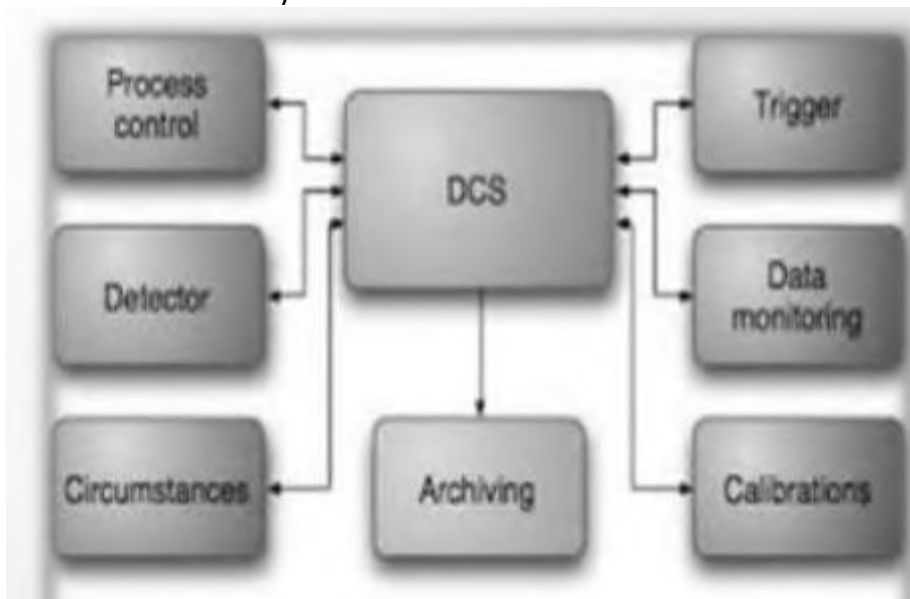 Process
control
Trigger
DCS
Detector
Data
monitoring
Circumstances
Archiving
Calibrations